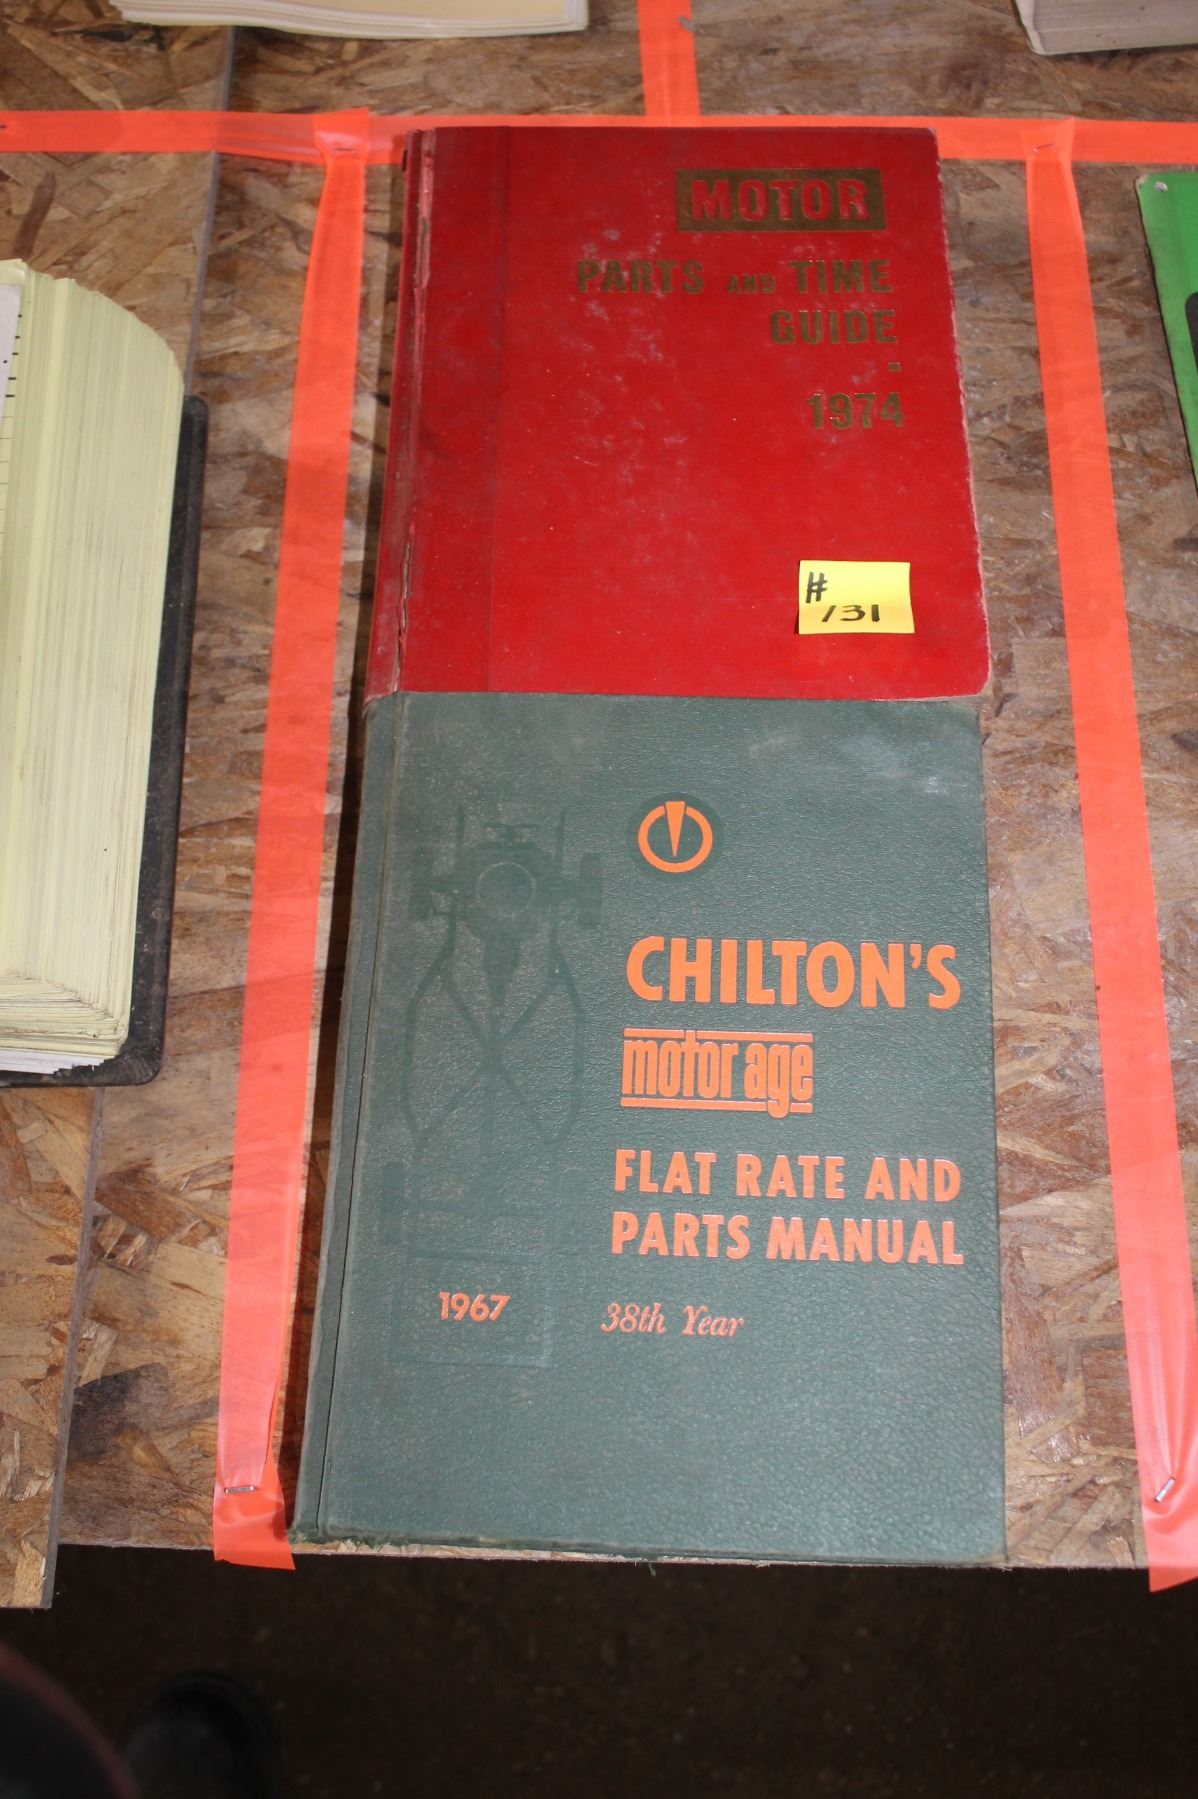 MOTOR
PARTS AND TIME
GUIDE
1974
#
131
CHILTON'S
motor age
FLAT RATE AND
PARTS MANUAL
1967
38th Year